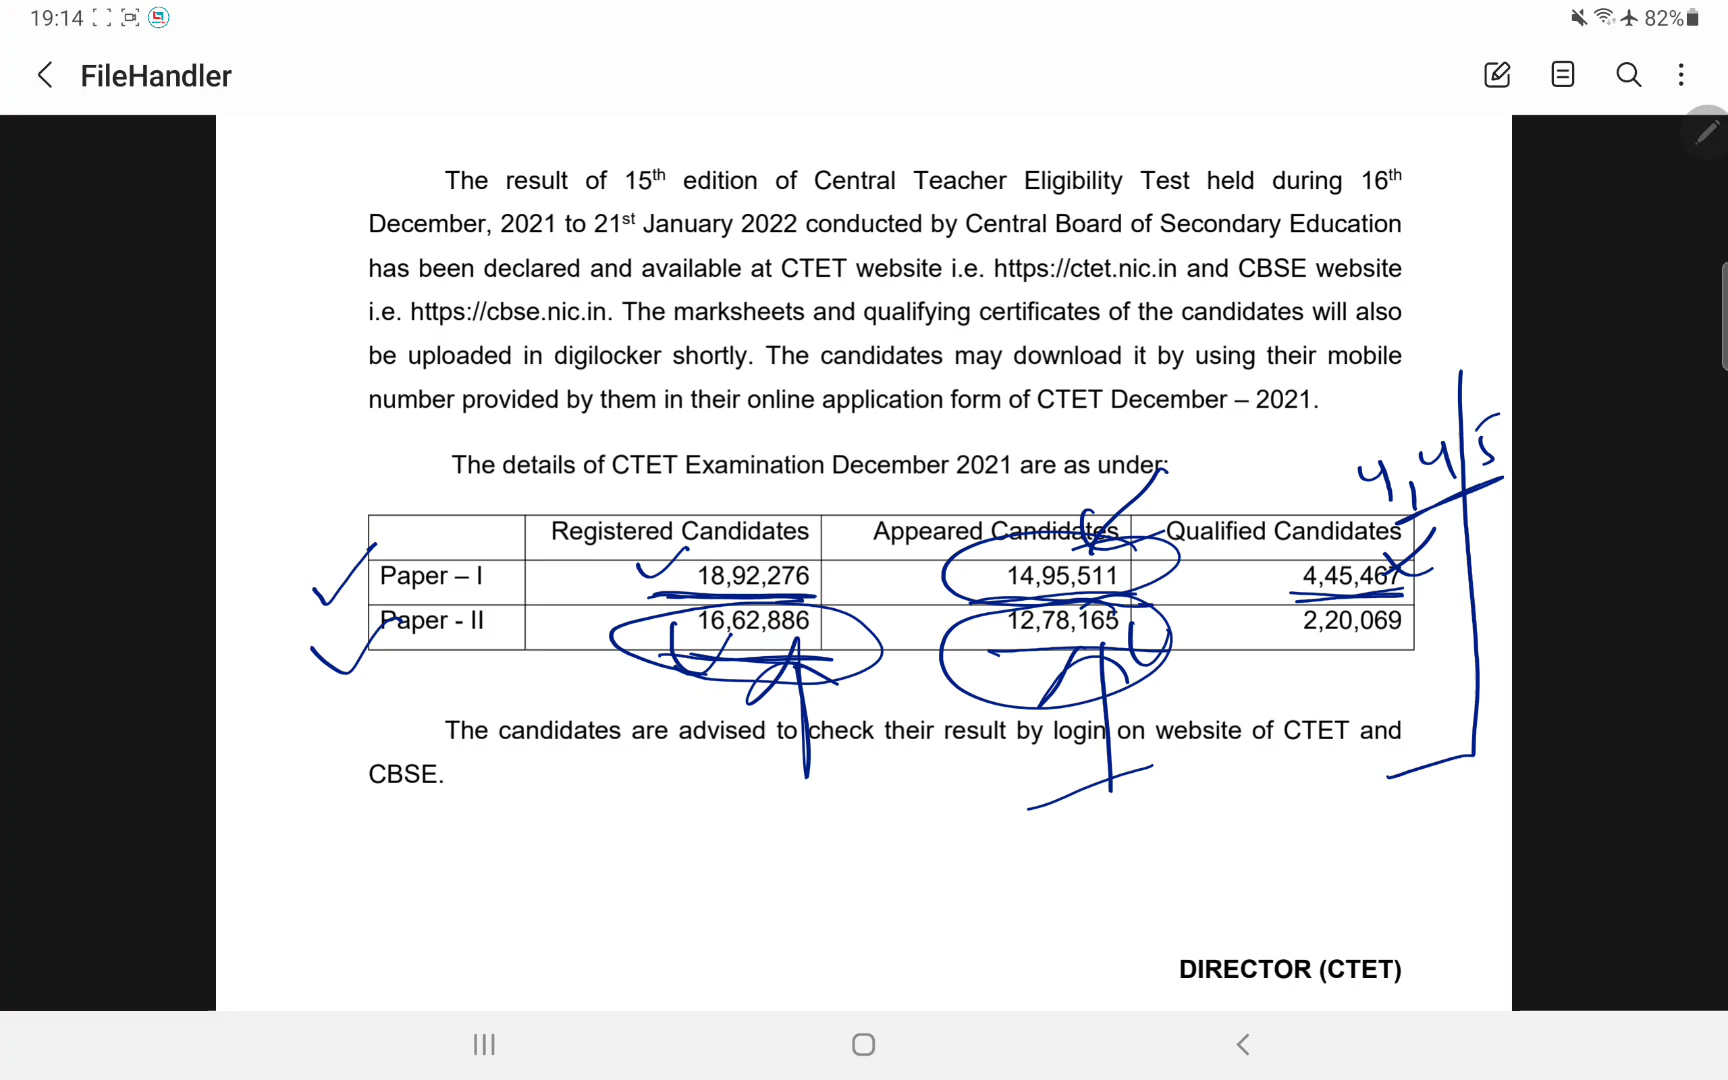 19:14
82%
FileHandler
The result of 15th edition of Central Teacher Eligibility Test held during 16th
December, 2021 to 21st January 2022 conducted by Central Board of Secondary Education
has been declared and available at CTET website i.e. https://ctet.nic.in and CBSE website
i.e. https://cbse.nic.in. The marksheets and qualifying certificates of the candidates will also
be uploaded in digilocker shortly. The candidates may download it by using their mobile
number provided by them in their online application form of CTET December – 2021.
The details of CTET Examination December 2021 are as under:
4,45
Registered Candidates Appeared Candidates Qualified Candidates
Paper – I 18,92,276 14,95,511 4,45,467
Paper - II 16,62,886 12,78,165 2,20,069
The candidates are advised to check their result by login on website of CTET and
CBSE.
DIRECTOR (CTET)